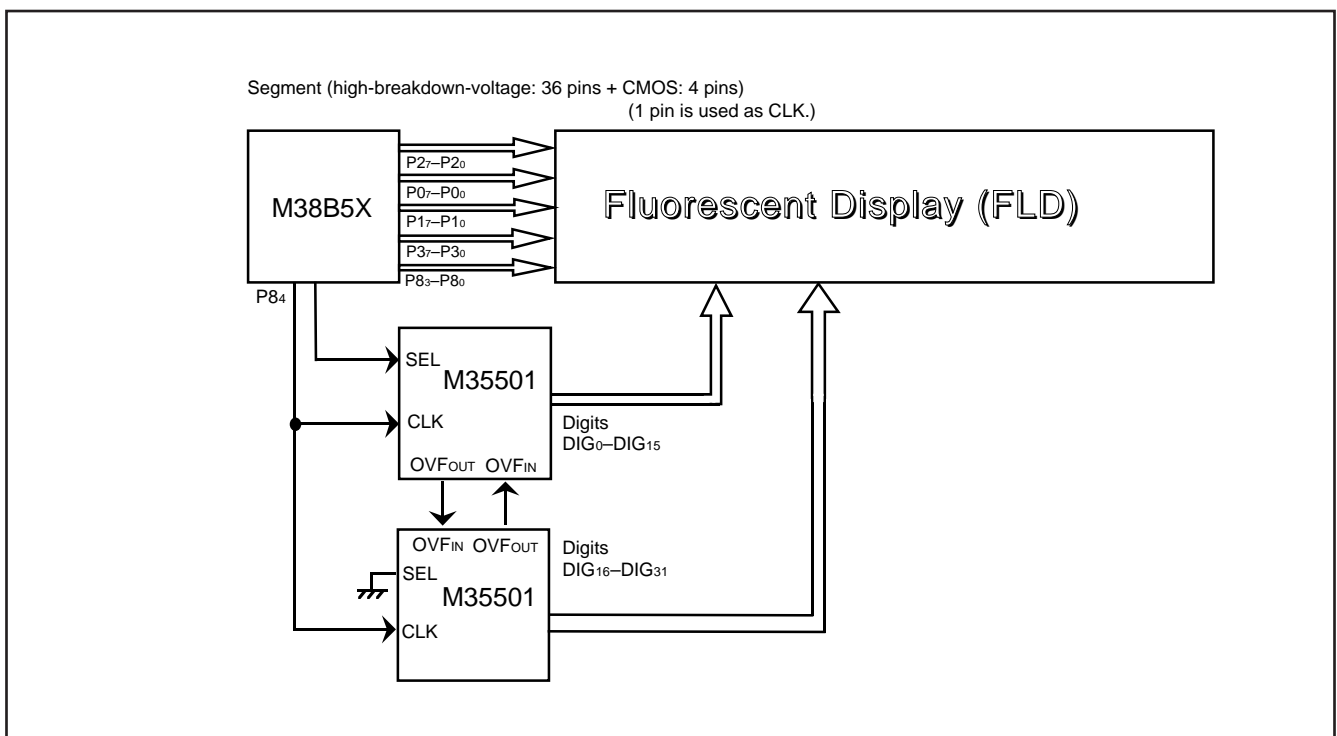 Segment (high-breakdown-voltage: 36 pins + CMOS: 4 pins)
(1 pin is used as CLK.)
M38B5X
P27–P20
P07–P00
P17–P10
P37–P30
P83–P80
Fluorescent Display (FLD)
P84
SEL
M35501
CLK
OVFOUT OVFIN
Digits
DIG0–DIG15
OVFIN OVFOUT
SEL
M35501
CLK
Digits
DIG16–DIG31